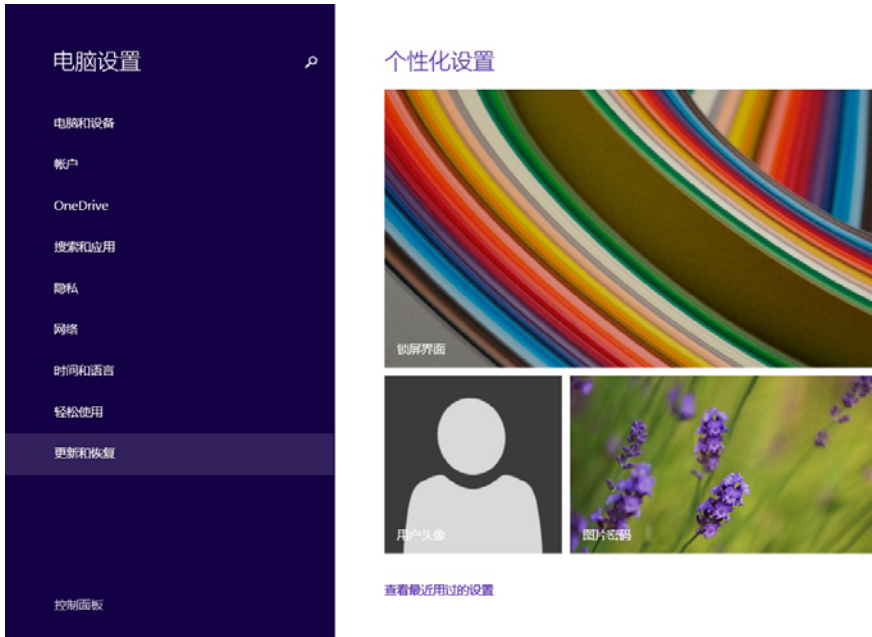 电脑设置
电脑和设备
帐户
OneDrive
搜索和应用
隐私
网络
时间和语言
轻松使用
更新和恢复
控制面板
个性化设置
锁屏界面
用户头像
图片密码
查看最近用过的设置